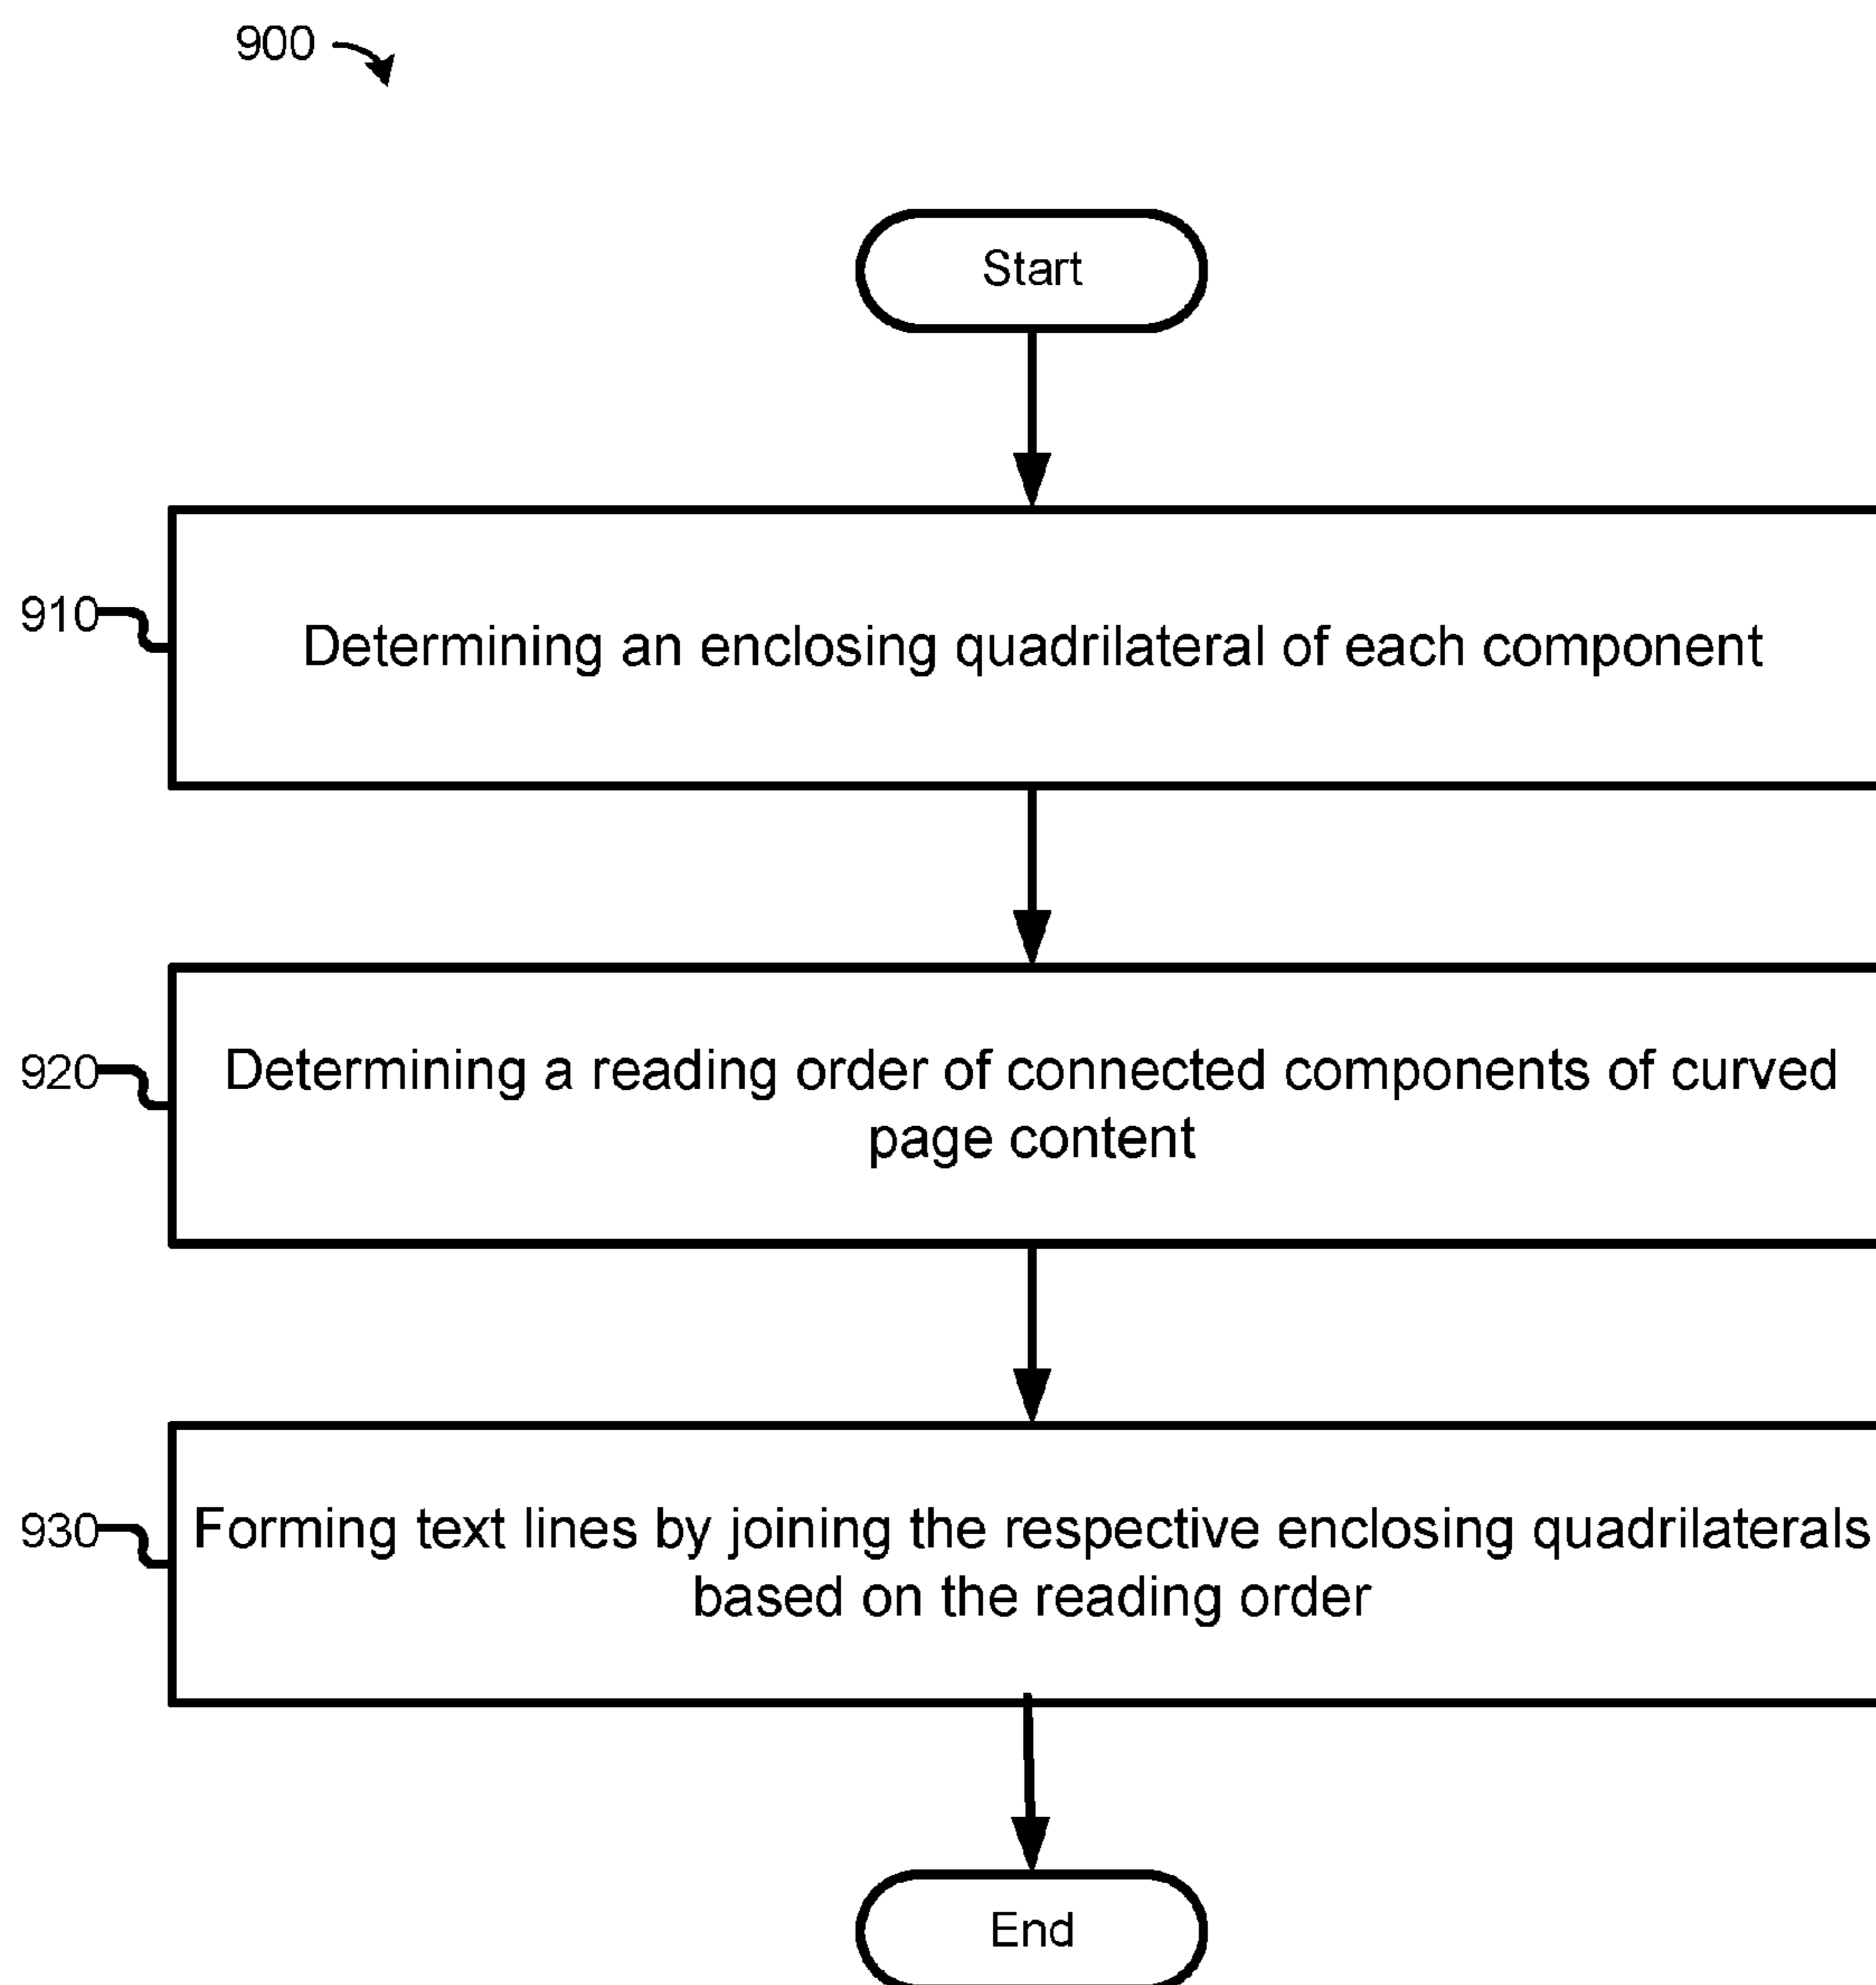 900
Start
910
Determining an enclosing quadrilateral of each component
920
Determining a reading order of connected components of curved
page content
930
Forming text lines by joining the respective enclosing quadrilaterals
based on the reading order
End